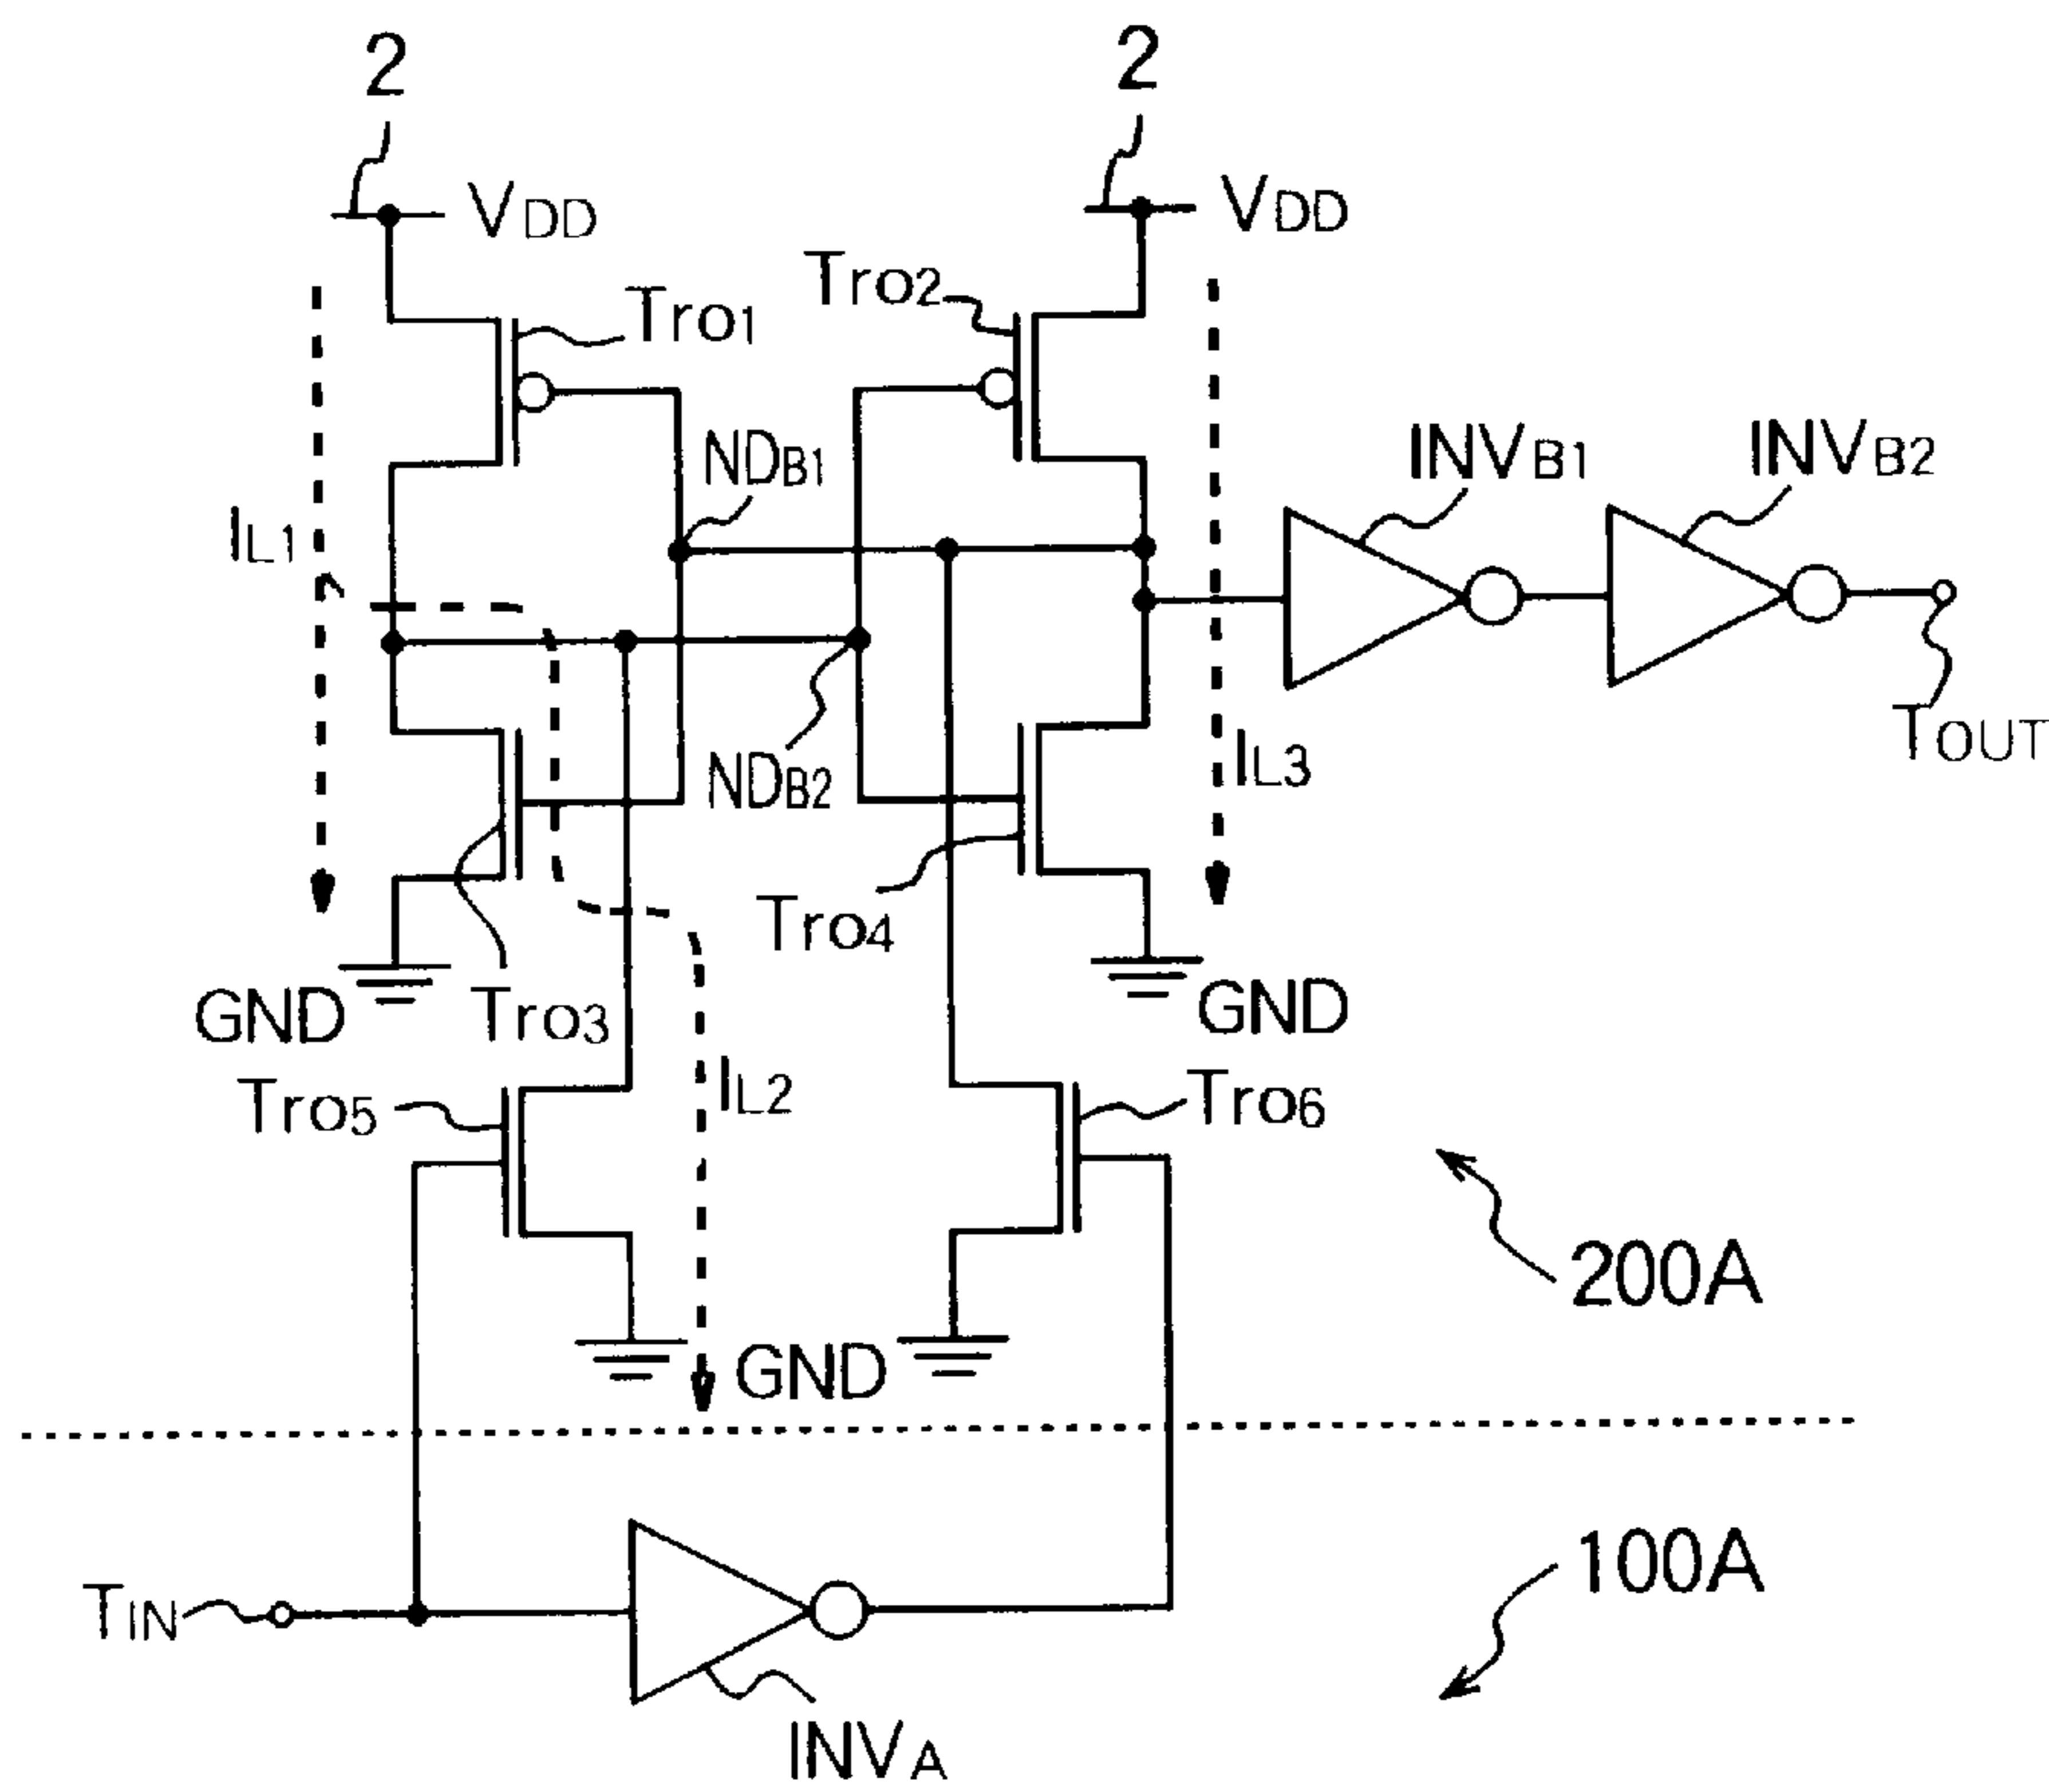 2
2
VDD
VDD
Tro2
Tro1
NDB1
INVB1
INVB2
IL1
TOUT
NDB2
IL3
Tro4
GND
Tro3
GND
Tro5
IL2
Tro6
200A
GND
100A
TIN
INVA